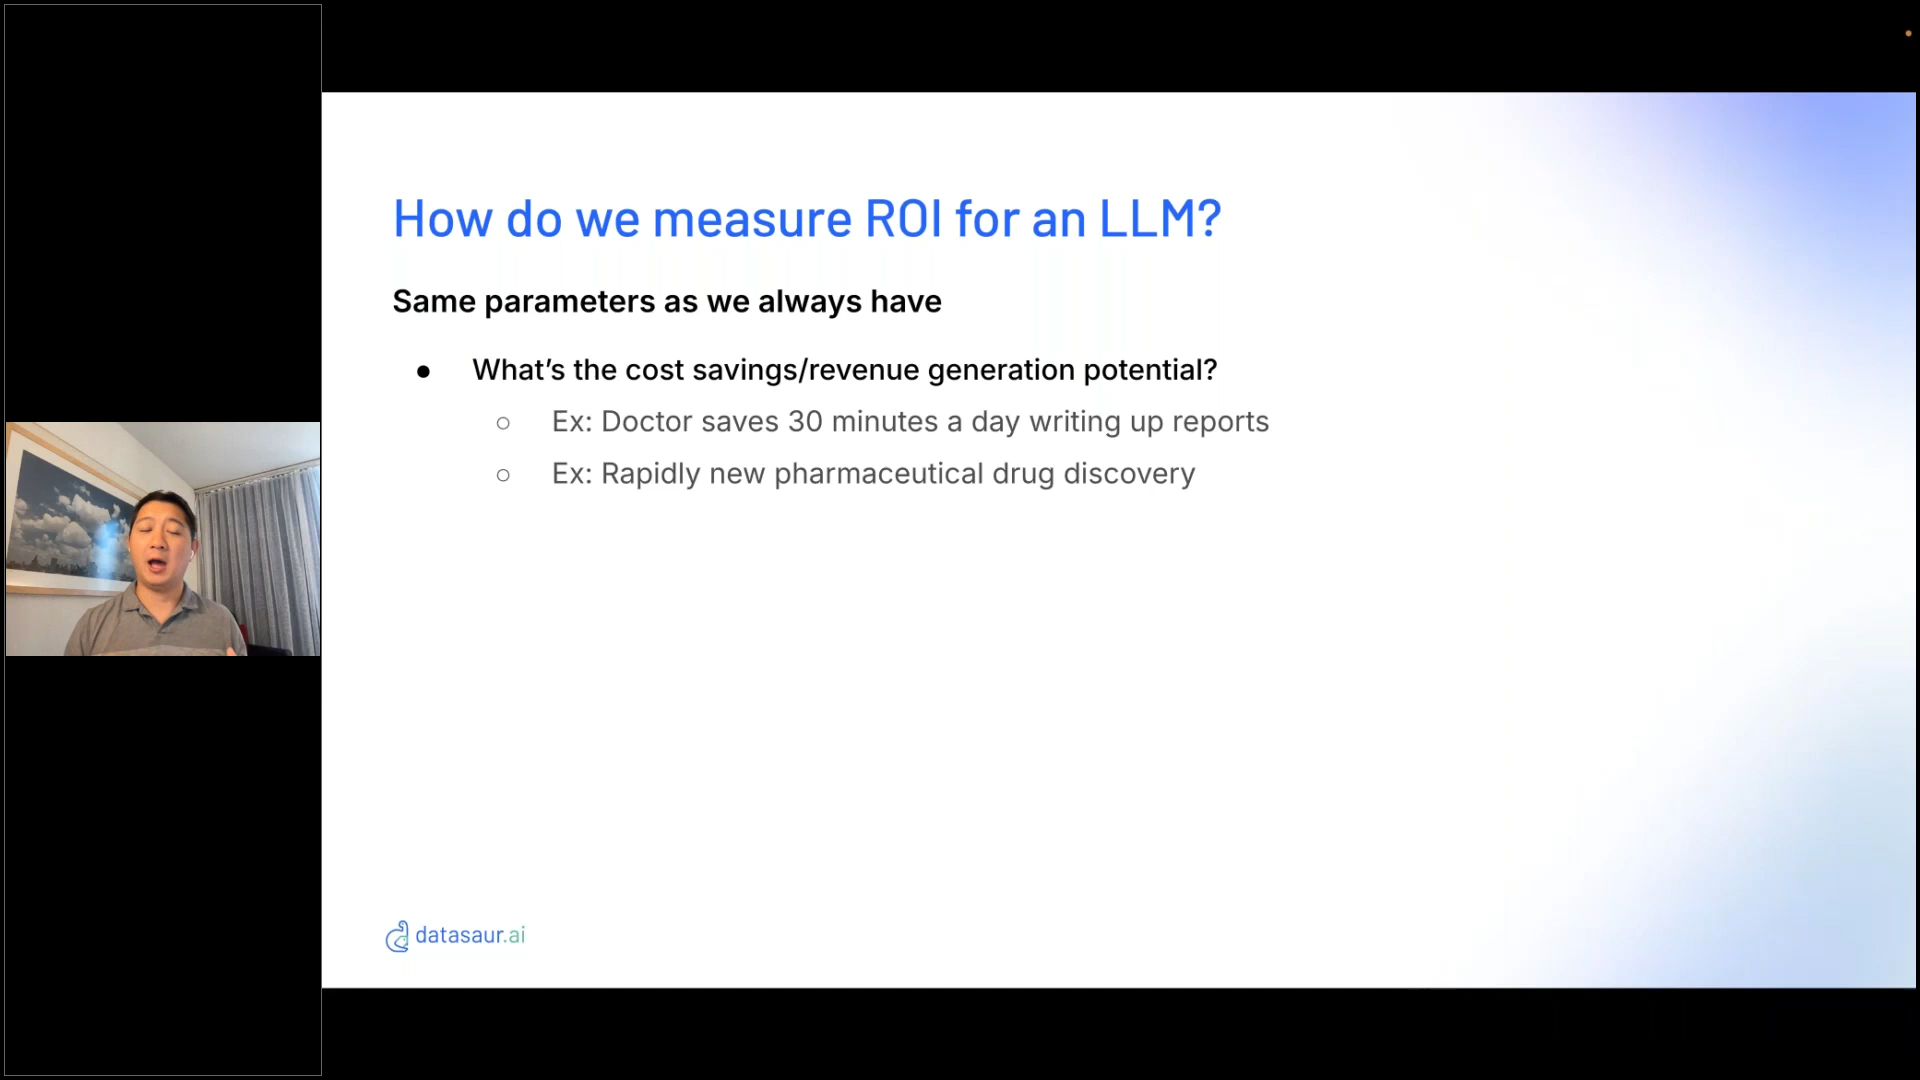 How do we measure ROI for an LLM?
Same parameters as we always have
● What’s the cost savings/revenue generation potential?
○ Ex: Doctor saves 30 minutes a day writing up reports
○ Ex: Rapidly new pharmaceutical drug discovery
datasaur.ai